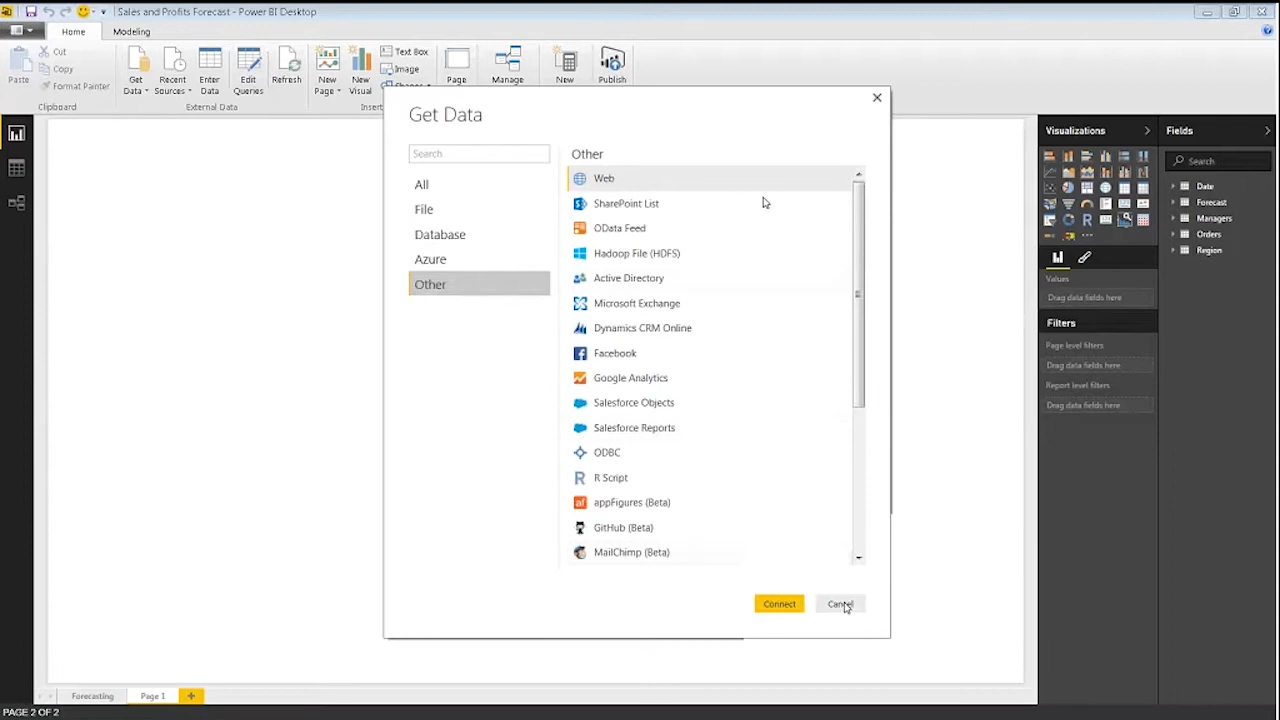 Sales and Profits Forecast - Power BI Desktop
Home
Modeling
Paste
Cut
Copy
Format Painter
Clipboard
Get Data
Recent Sources
Enter Data
Edit Queries
Refresh
External Data
New Page
New Visual
Text Box
Image
Page
Manage
New
Publish
Get Data
Search
All
File
Database
Azure
Other
Other
Web
SharePoint List
OData Feed
Hadoop File (HDFS)
Active Directory
Microsoft Exchange
Dynamics CRM Online
Facebook
Google Analytics
Salesforce Objects
Salesforce Reports
ODBC
R Script
appFigures (Beta)
GitHub (Beta)
MailChimp (Beta)
Connect
Cancel
Visualizations
Values
Drag data fields here
Filters
Page level filters
Drag data fields here
Report level filters
Drag data fields here
Fields
Search
Date
Forecast
Managers
Orders
Region
Forecasting
Page 1
PAGE 2 OF 2